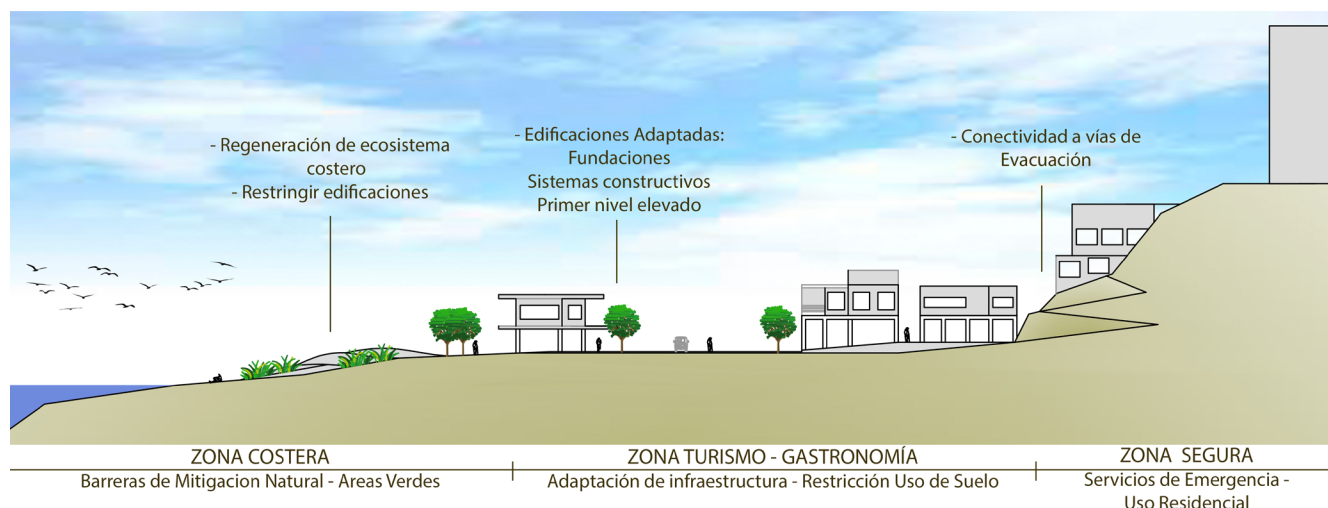 - Regeneración de ecosistema
costero
- Restringir edificaciones
- Edificaciones Adaptadas:
Fundaciones
Sistemas constructivos
Primer nivel elevado
- Conectividad a vías de
Evacuación
ZONA COSTERA
Barreras de Mitigacion Natural - Areas Verdes
ZONA TURISMO - GASTRONOMÍA
Adaptación de infraestructura - Restricción Uso de Suelo
ZONA SEGURA
Servicios de Emergencia -
Uso Residencial